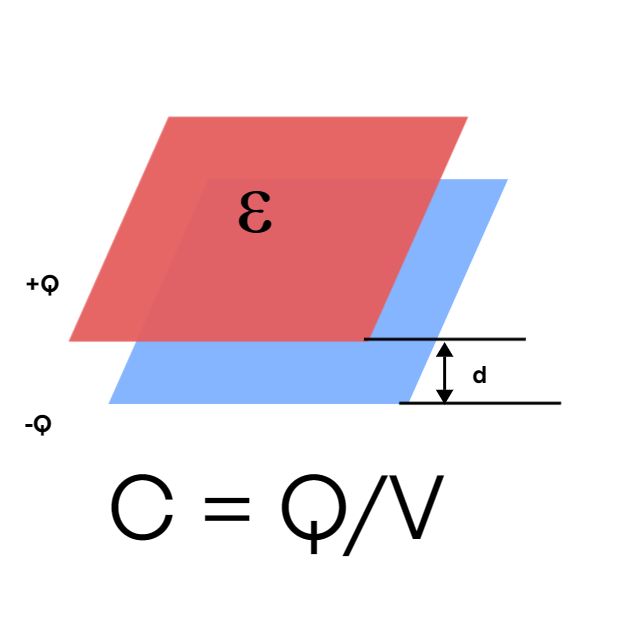 ε
+Q
d
-Q
C = Q/V